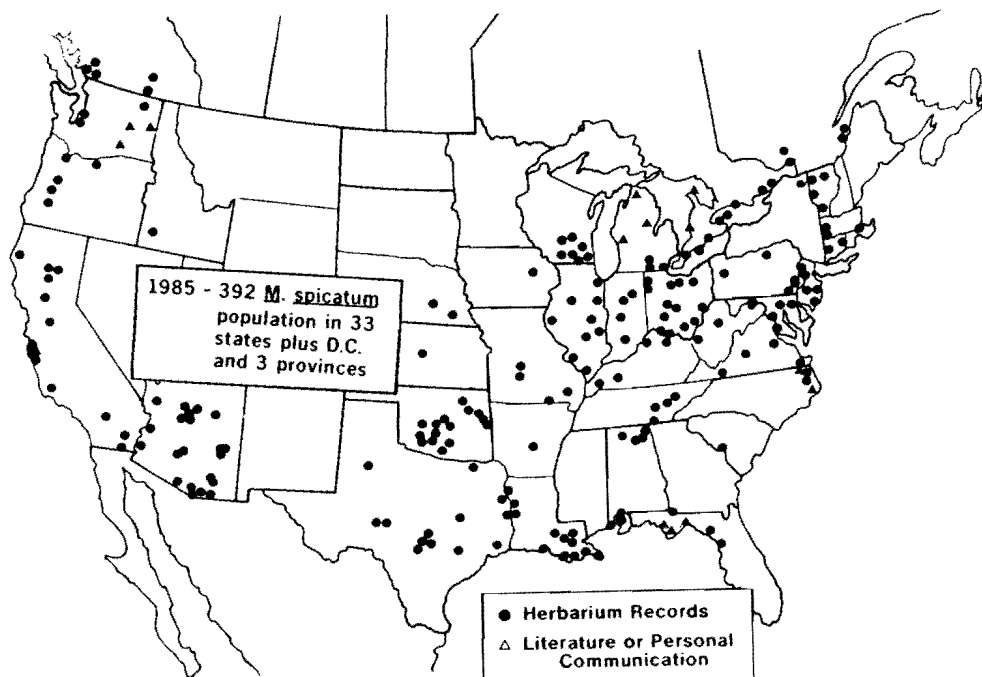 1985 - 392 M. spicatum
population in 33
states plus D.C.
and 3 provinces
● Herbarium Records
△ Literature or Personal
Communication